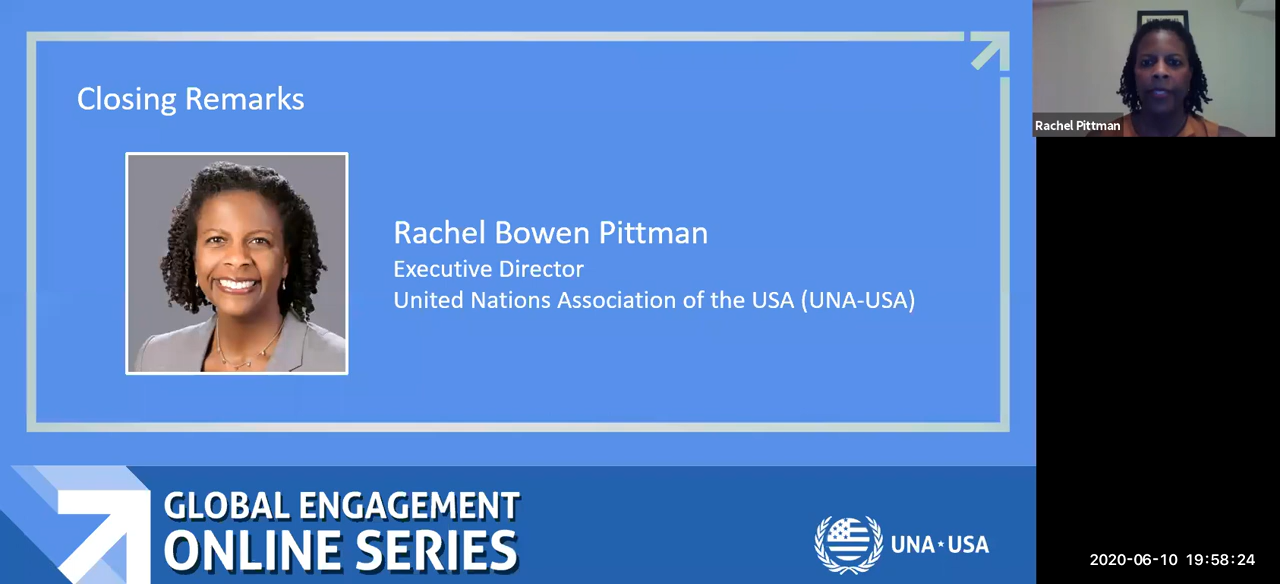 Closing Remarks
Rachel Bowen Pittman
Executive Director
United Nations Association of the USA (UNA-USA)
Rachel Pittman
GLOBAL ENGAGEMENT
ONLINE SERIES
UNA★USA
2020-06-10 19:58:24